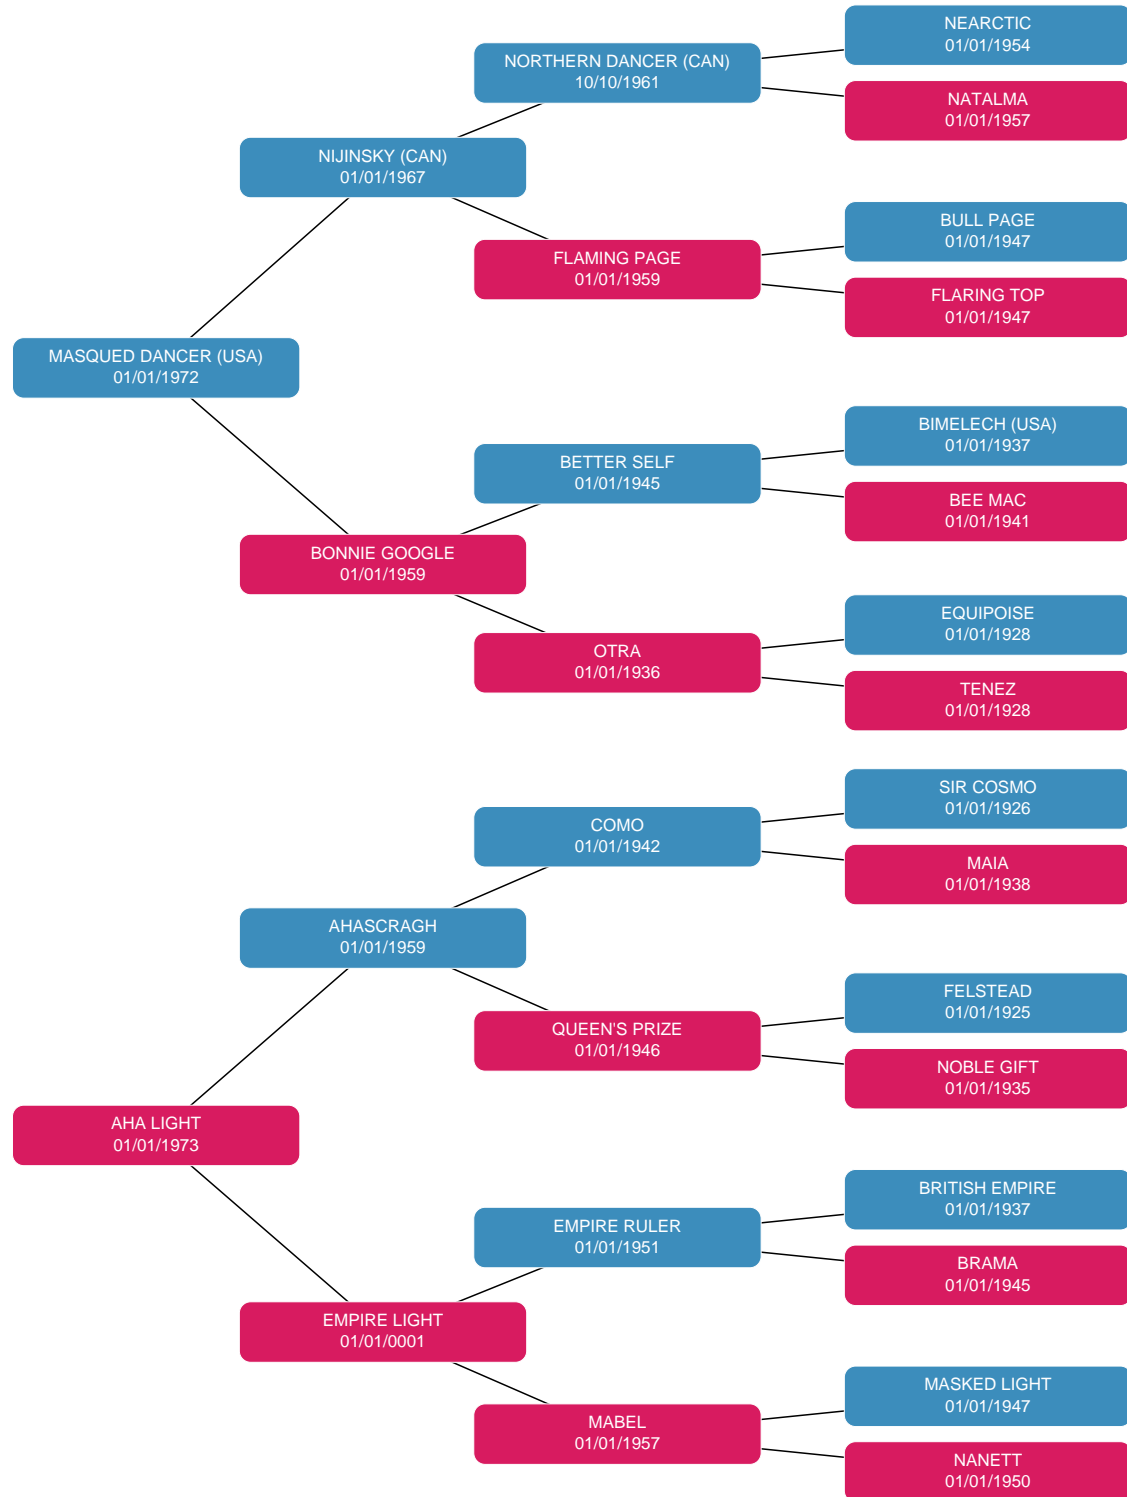 NEARCTIC
01/01/1954
NORTHERN DANCER (CAN)
10/10/1961
NATALMA
01/01/1957
NIJINSKY (CAN)
01/01/1967
BULL PAGE
01/01/1947
FLAMING PAGE
01/01/1959
FLARING TOP
01/01/1947
MASQUED DANCER (USA)
01/01/1972
BIMELECH (USA)
01/01/1937
BETTER SELF
01/01/1945
BEE MAC
01/01/1941
BONNIE GOOGLE
01/01/1959
EQUIPOISE
01/01/1928
OTRA
01/01/1936
TENEZ
01/01/1928
SIR COSMO
01/01/1926
COMO
01/01/1942
MAIA
01/01/1938
AHASCRAGH
01/01/1959
FELSTEAD
01/01/1925
QUEEN'S PRIZE
01/01/1946
NOBLE GIFT
01/01/1935
AHA LIGHT
01/01/1973
BRITISH EMPIRE
01/01/1937
EMPIRE RULER
01/01/1951
BRAMA
01/01/1945
EMPIRE LIGHT
01/01/0001
MASKED LIGHT
01/01/1947
MABEL
01/01/1957
NANETT
01/01/1950